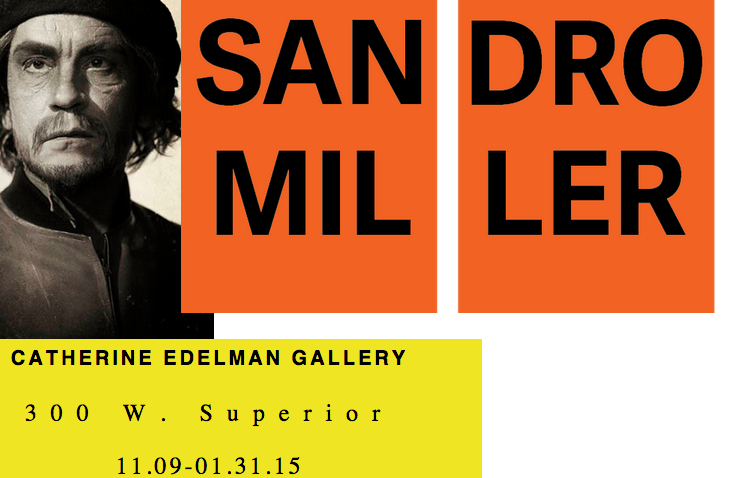 SAN DRO
MIL LER
CATHERINE EDELMAN GALLERY
300 W. Superior
11.09-01.31.15